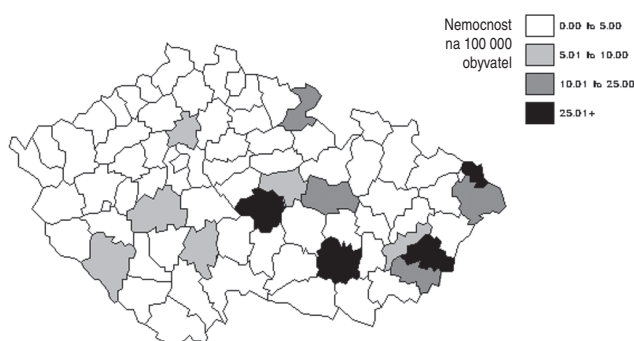 Nemocnost
na 100 000
obyvatel
0.00 to 5.00
5.01 to 10.00
10.01 to 25.00
25.01+